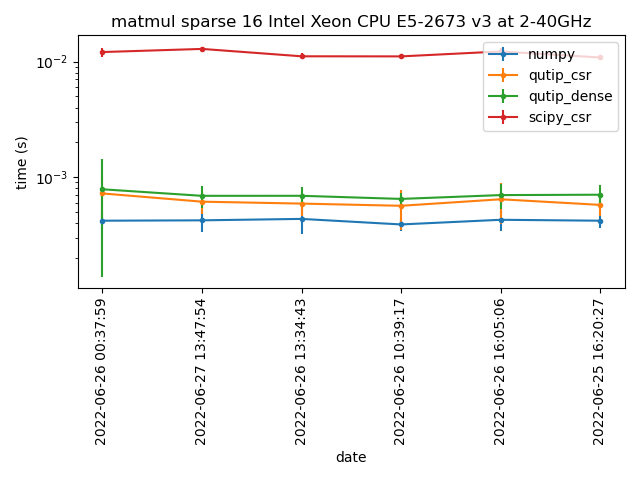 matmul sparse 16 Intel Xeon CPU E5-2673 v3 at 2-40GHz
numpy
qutip_csr
qutip_dense
scipy_csr
time (s)
10⁻²
10⁻³
2022-06-26 00:37:59
2022-06-27 13:47:54
2022-06-26 13:34:43
2022-06-26 10:39:17
2022-06-26 16:05:06
2022-06-25 16:20:27
date